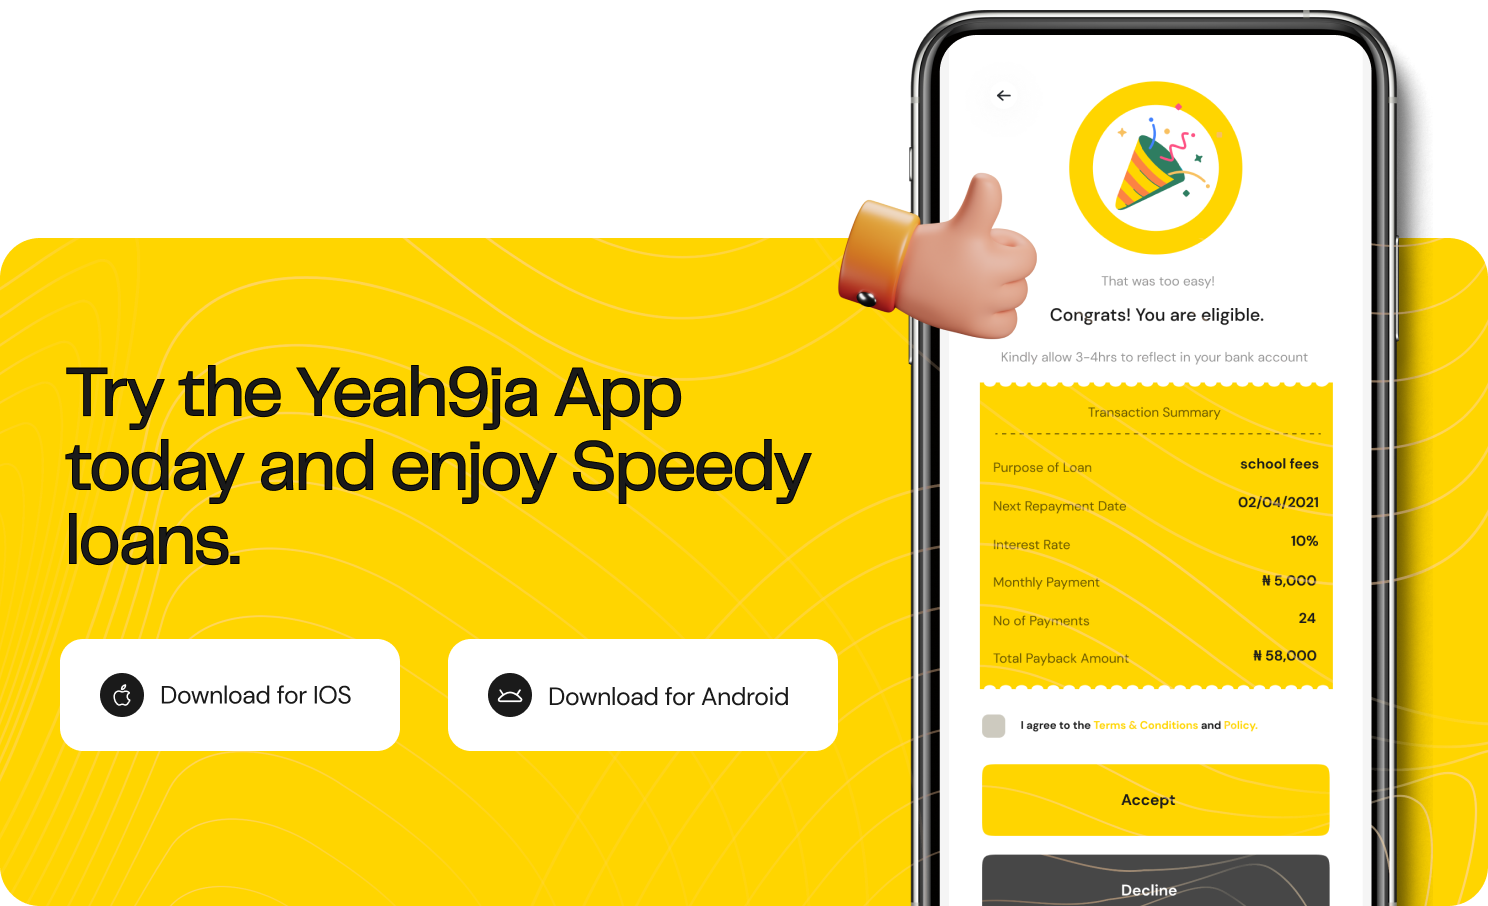 Try the Yeah9ja App
today and enjoy Speedy
loans.
Download for IOS
Download for Android
That was too easy!
Congrats! You are eligible.
Kindly allow 3-4hrs to reflect in your bank account
Transaction Summary
Purpose of Loan school fees
Next Repayment Date 02/04/2021
Interest Rate 10%
Monthly Payment ₦ 5,000
No of Payments 24
Total Payback Amount ₦ 58,000
I agree to the Terms & Conditions and Policy.
Accept
Decline